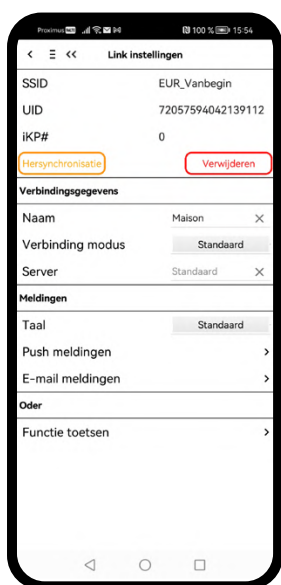 Proximus 100 % 15:54
Link instellingen
SSID EUR_Vanbegin
UID 72057594042139112
iKP# 0
Hersynchronisatie Verwijderen
Verbindingsgegevens
Naam Maison
Verbinding modus Standaard
Server Standaard
Meldingen
Taal Standaard
Push meldingen
E-mail meldingen
Oder
Functie toetsen